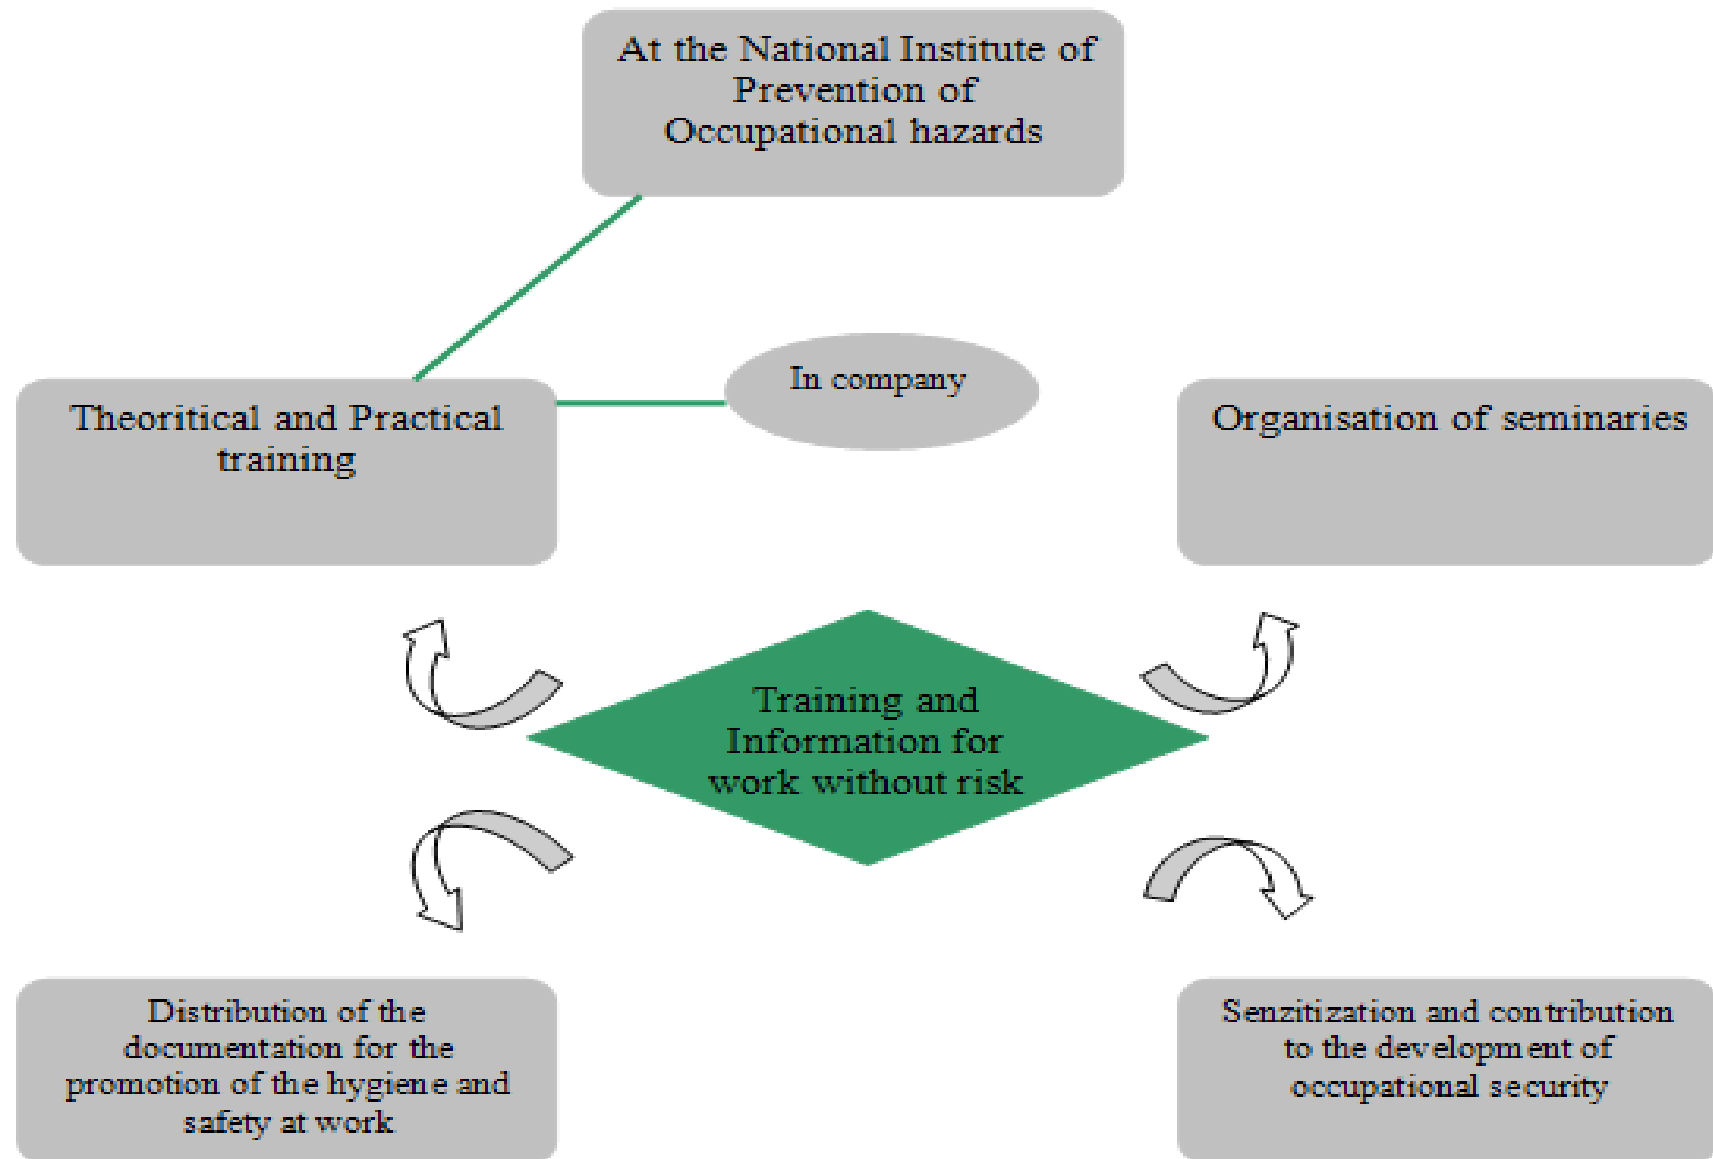 At the National Institute of
Prevention of
Occupational hazards
In company
Theoritical and Practical
training
Organisation of seminaries
Training and
Information for
work without risk
Distribution of the
documentation for the
promotion of the hygiene and
safety at work
Senzitization and contribution
to the development of
occupational security